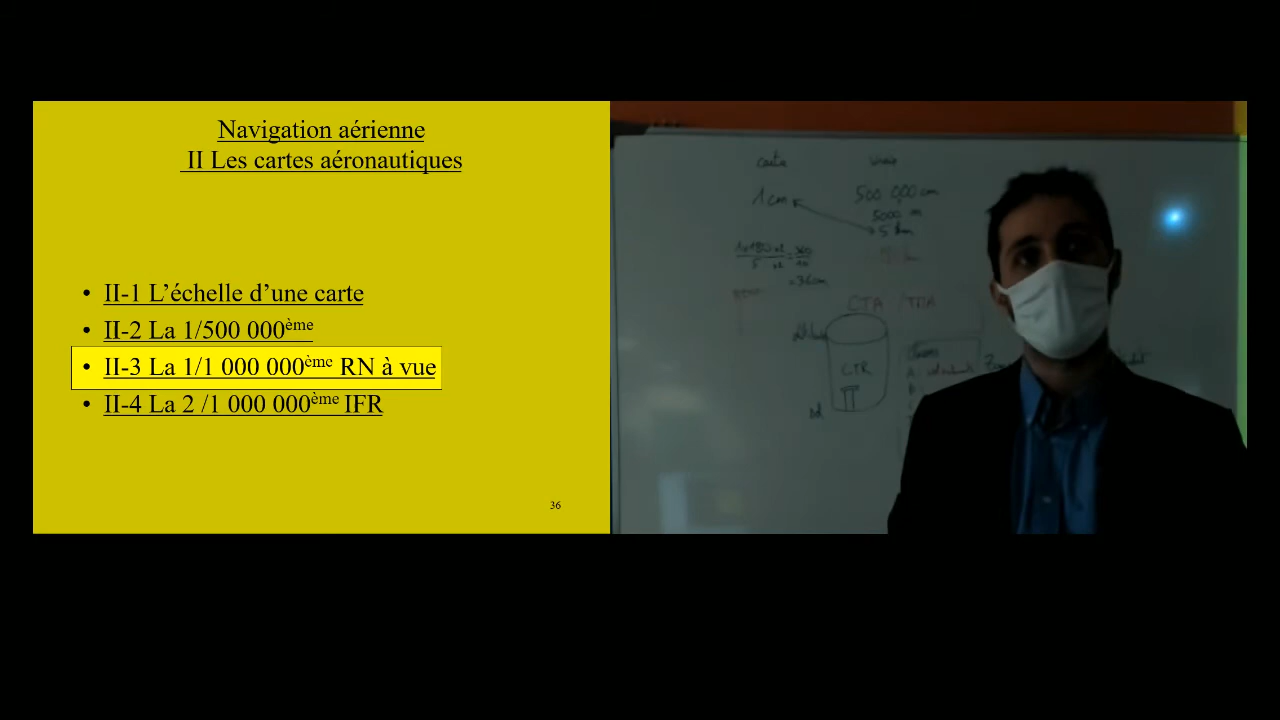 Navigation aérienne
II Les cartes aéronautiques
• II-1 L’échelle d’une carte
• II-2 La 1/500 000ème
• II-3 La 1/1 000 000ème RN à vue
• II-4 La 2 /1 000 000ème IFR
36
carte
1 cm
500 000 cm
5000 m
5 km
= 36cm
CTA / TMA
CTR